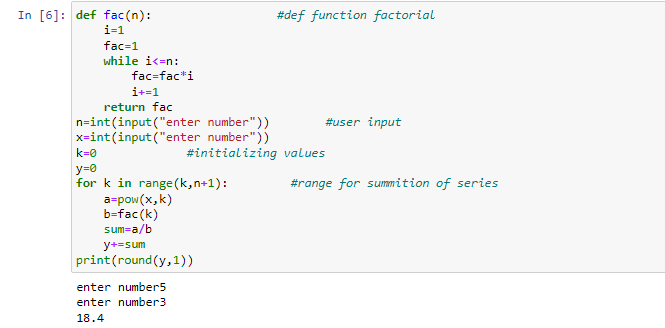 In [6]: def fac(n): #def function factorial
i=1
fac=1
while i<=n:
fac=fac*i
i+=1
return fac
n=int(input("enter number")) #user input
x=int(input("enter number"))
k=0 #initializing values
y=0
for k in range(k,n+1): #range for summition of series
a=pow(x,k)
b=fac(k)
sum=a/b
y+=sum
print(round(y,1))
enter number5
enter number3
18.4